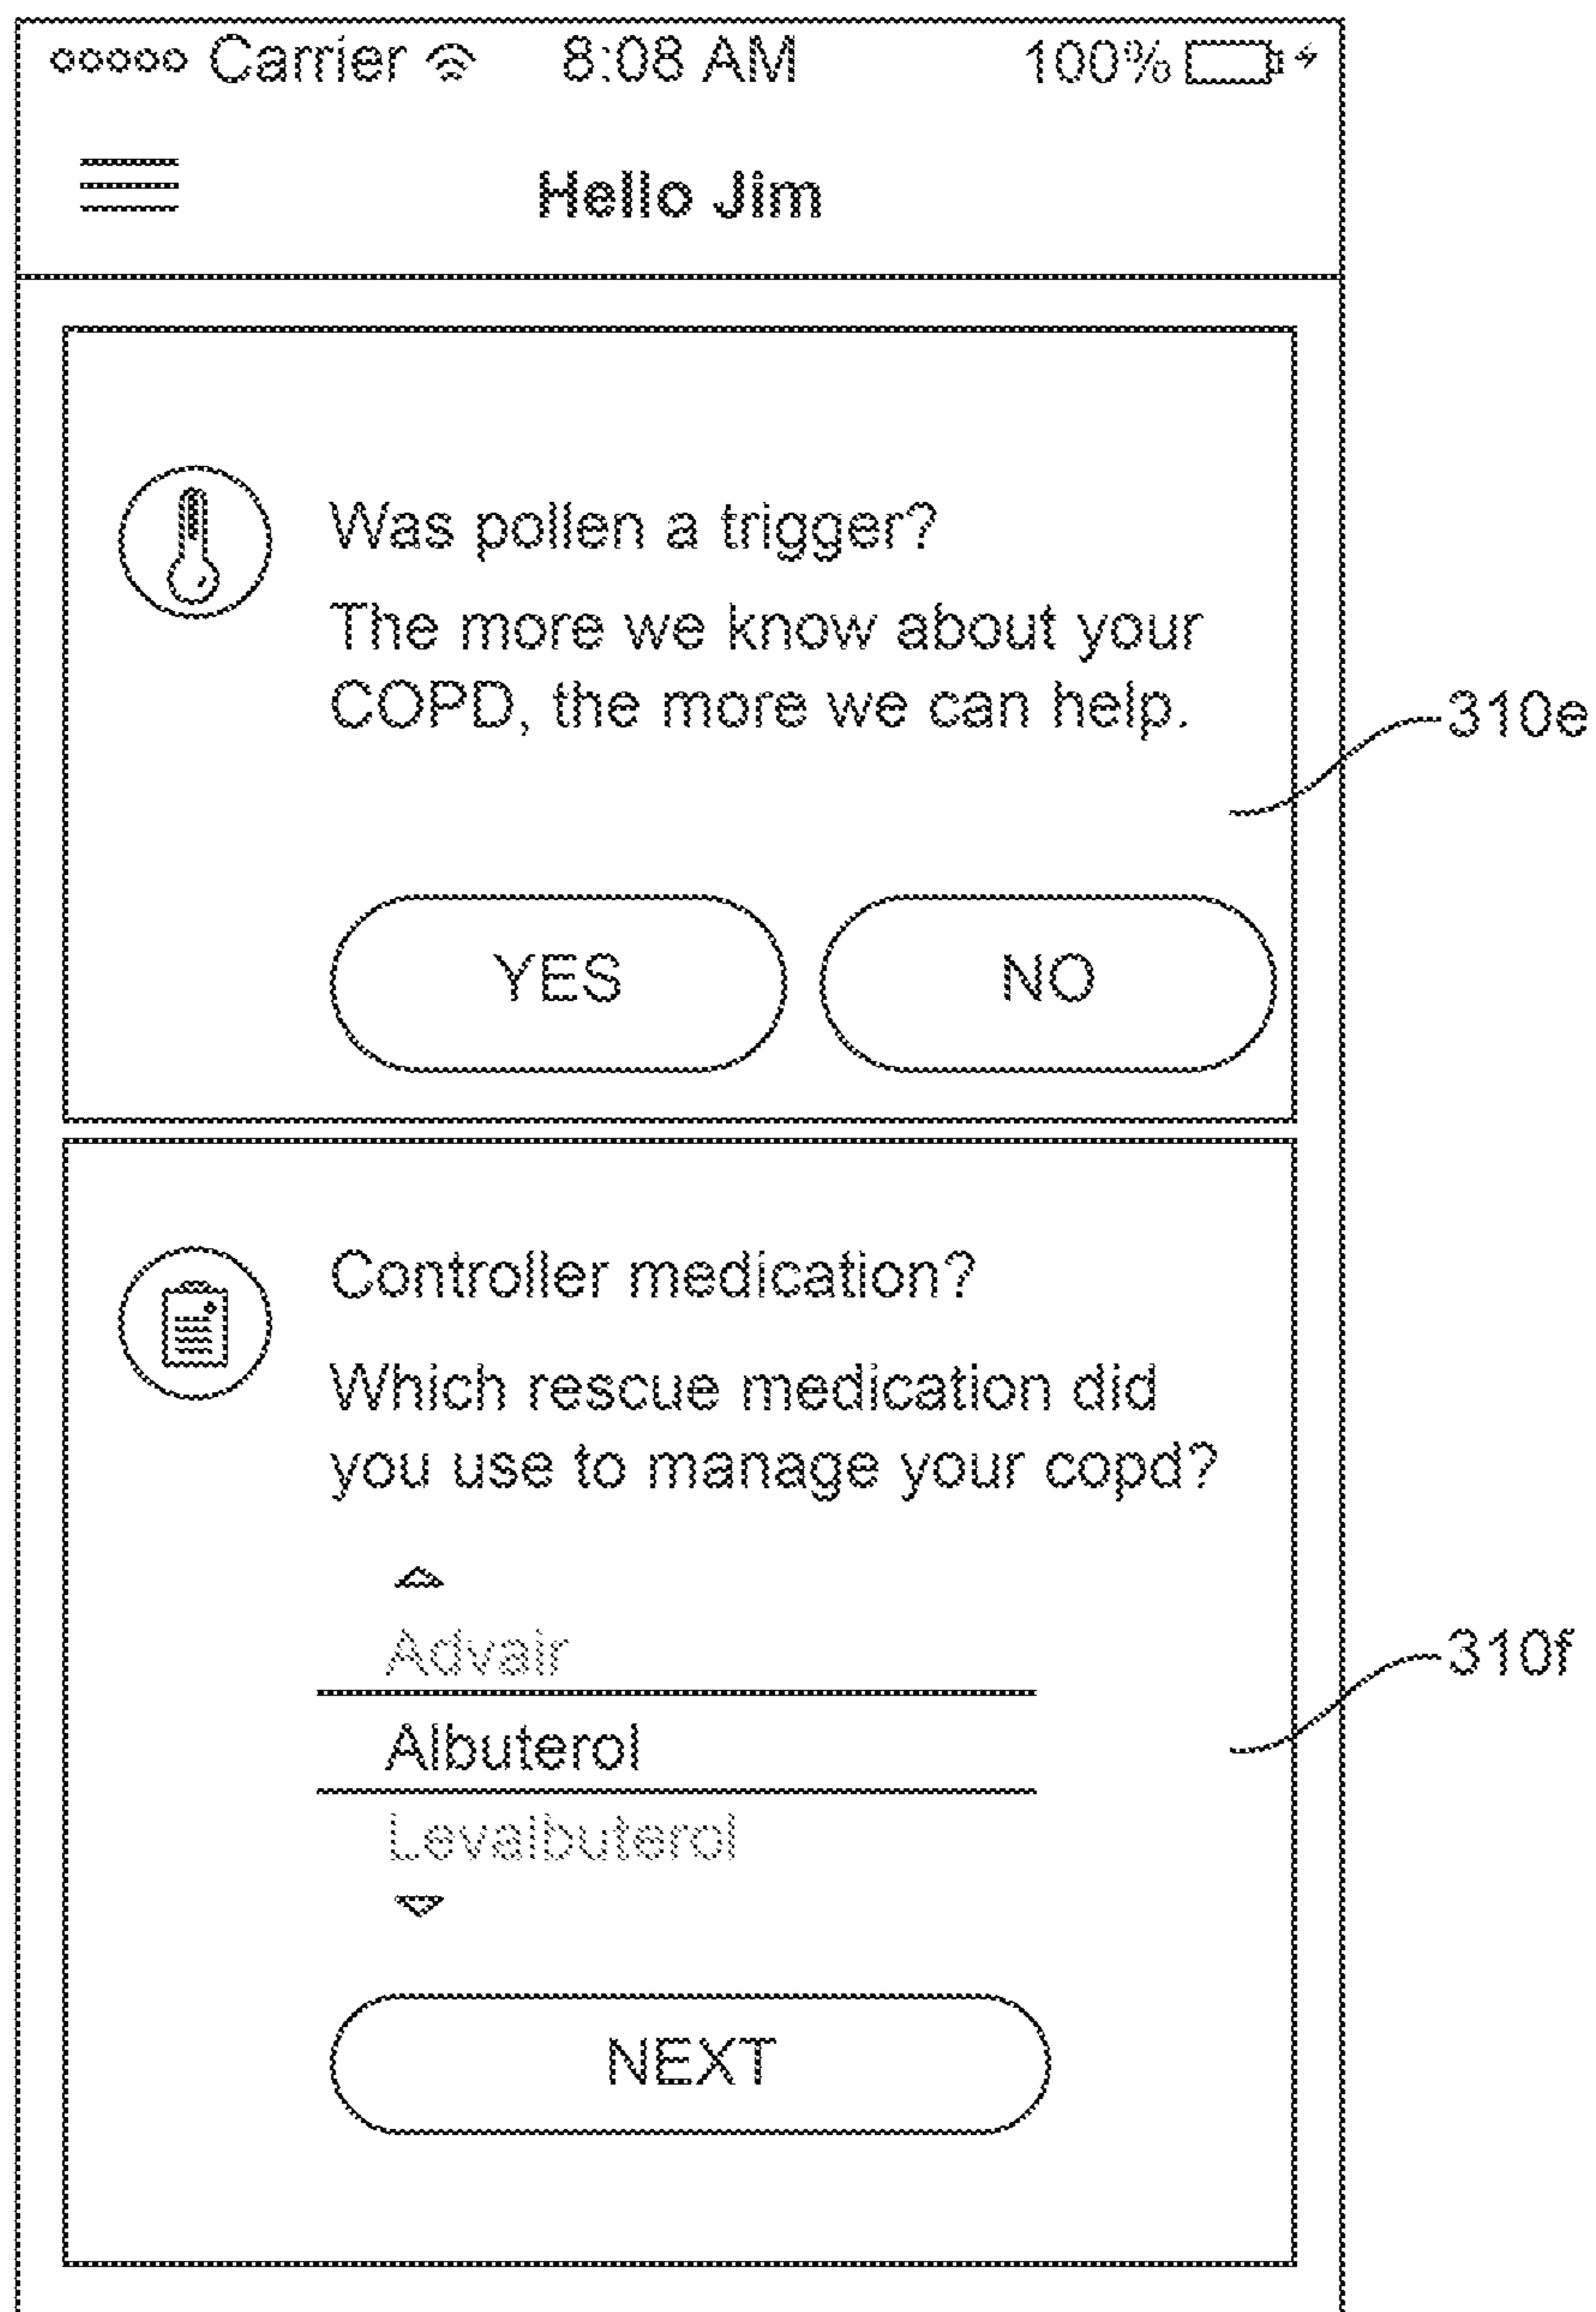 Carrier 8:08 AM 100%
Hello Jim
Was pollen a trigger?
The more we know about your
COPD, the more we can help.
310e
YES NO
Controller medication?
Which rescue medication did
you use to manage your copd?
Advair
310f
Albuterol
Levalbuterol
NEXT